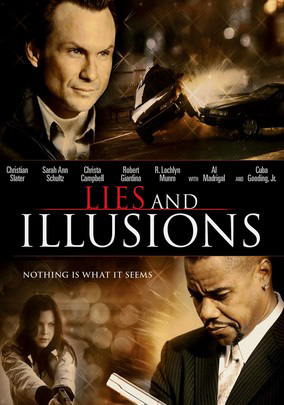 Christian Slater Sarah Ann Schultz Christa Campbell Robert Giardina R. Lochlyn Munro WITH Al Madrigal AND Cuba Gooding, Jr.
LIES AND
ILLUSIONS
NOTHING IS WHAT IT SEEMS